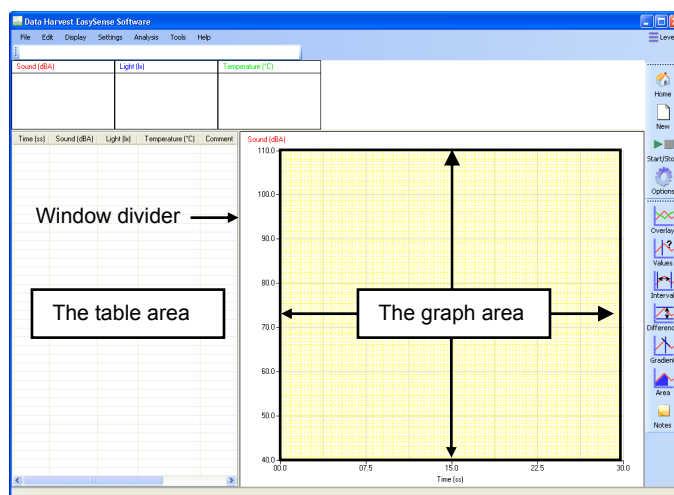 Data Harvest EasySense Software
File Edit Display Settings Analysis Tools Help
Leve
Sound (dBA) Light (lx) Temperature (°C)
Home
New
Start/Sto
Options
Overlay
Values
Interval
Difference
Gradient
Area
Notes
Time (ss) Sound (dBA) Light (lx) Temperature (°C) Comment
Window divider
The table area
Sound (dBA)
110.0
100.0
90.0
80.0
70.0
60.0
50.0
40.0
The graph area
00.0 07.5 15.0 22.5 30.0
Time (ss)